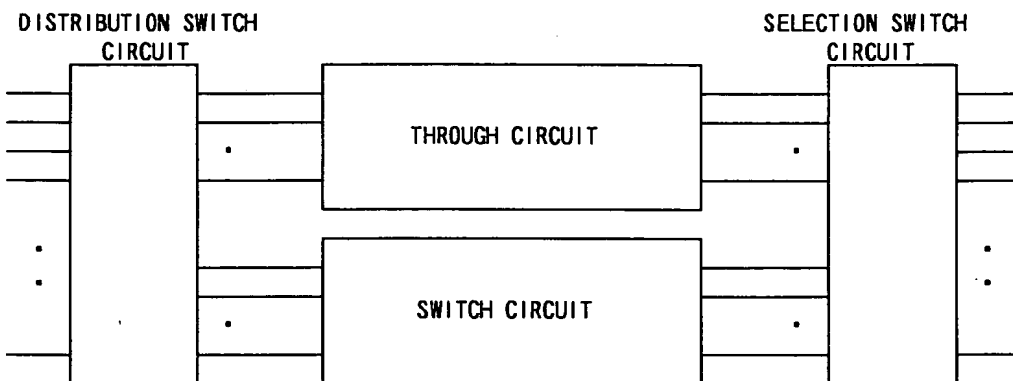 DISTRIBUTION SWITCH
CIRCUIT
SELECTION SWITCH
CIRCUIT
THROUGH CIRCUIT
SWITCH CIRCUIT